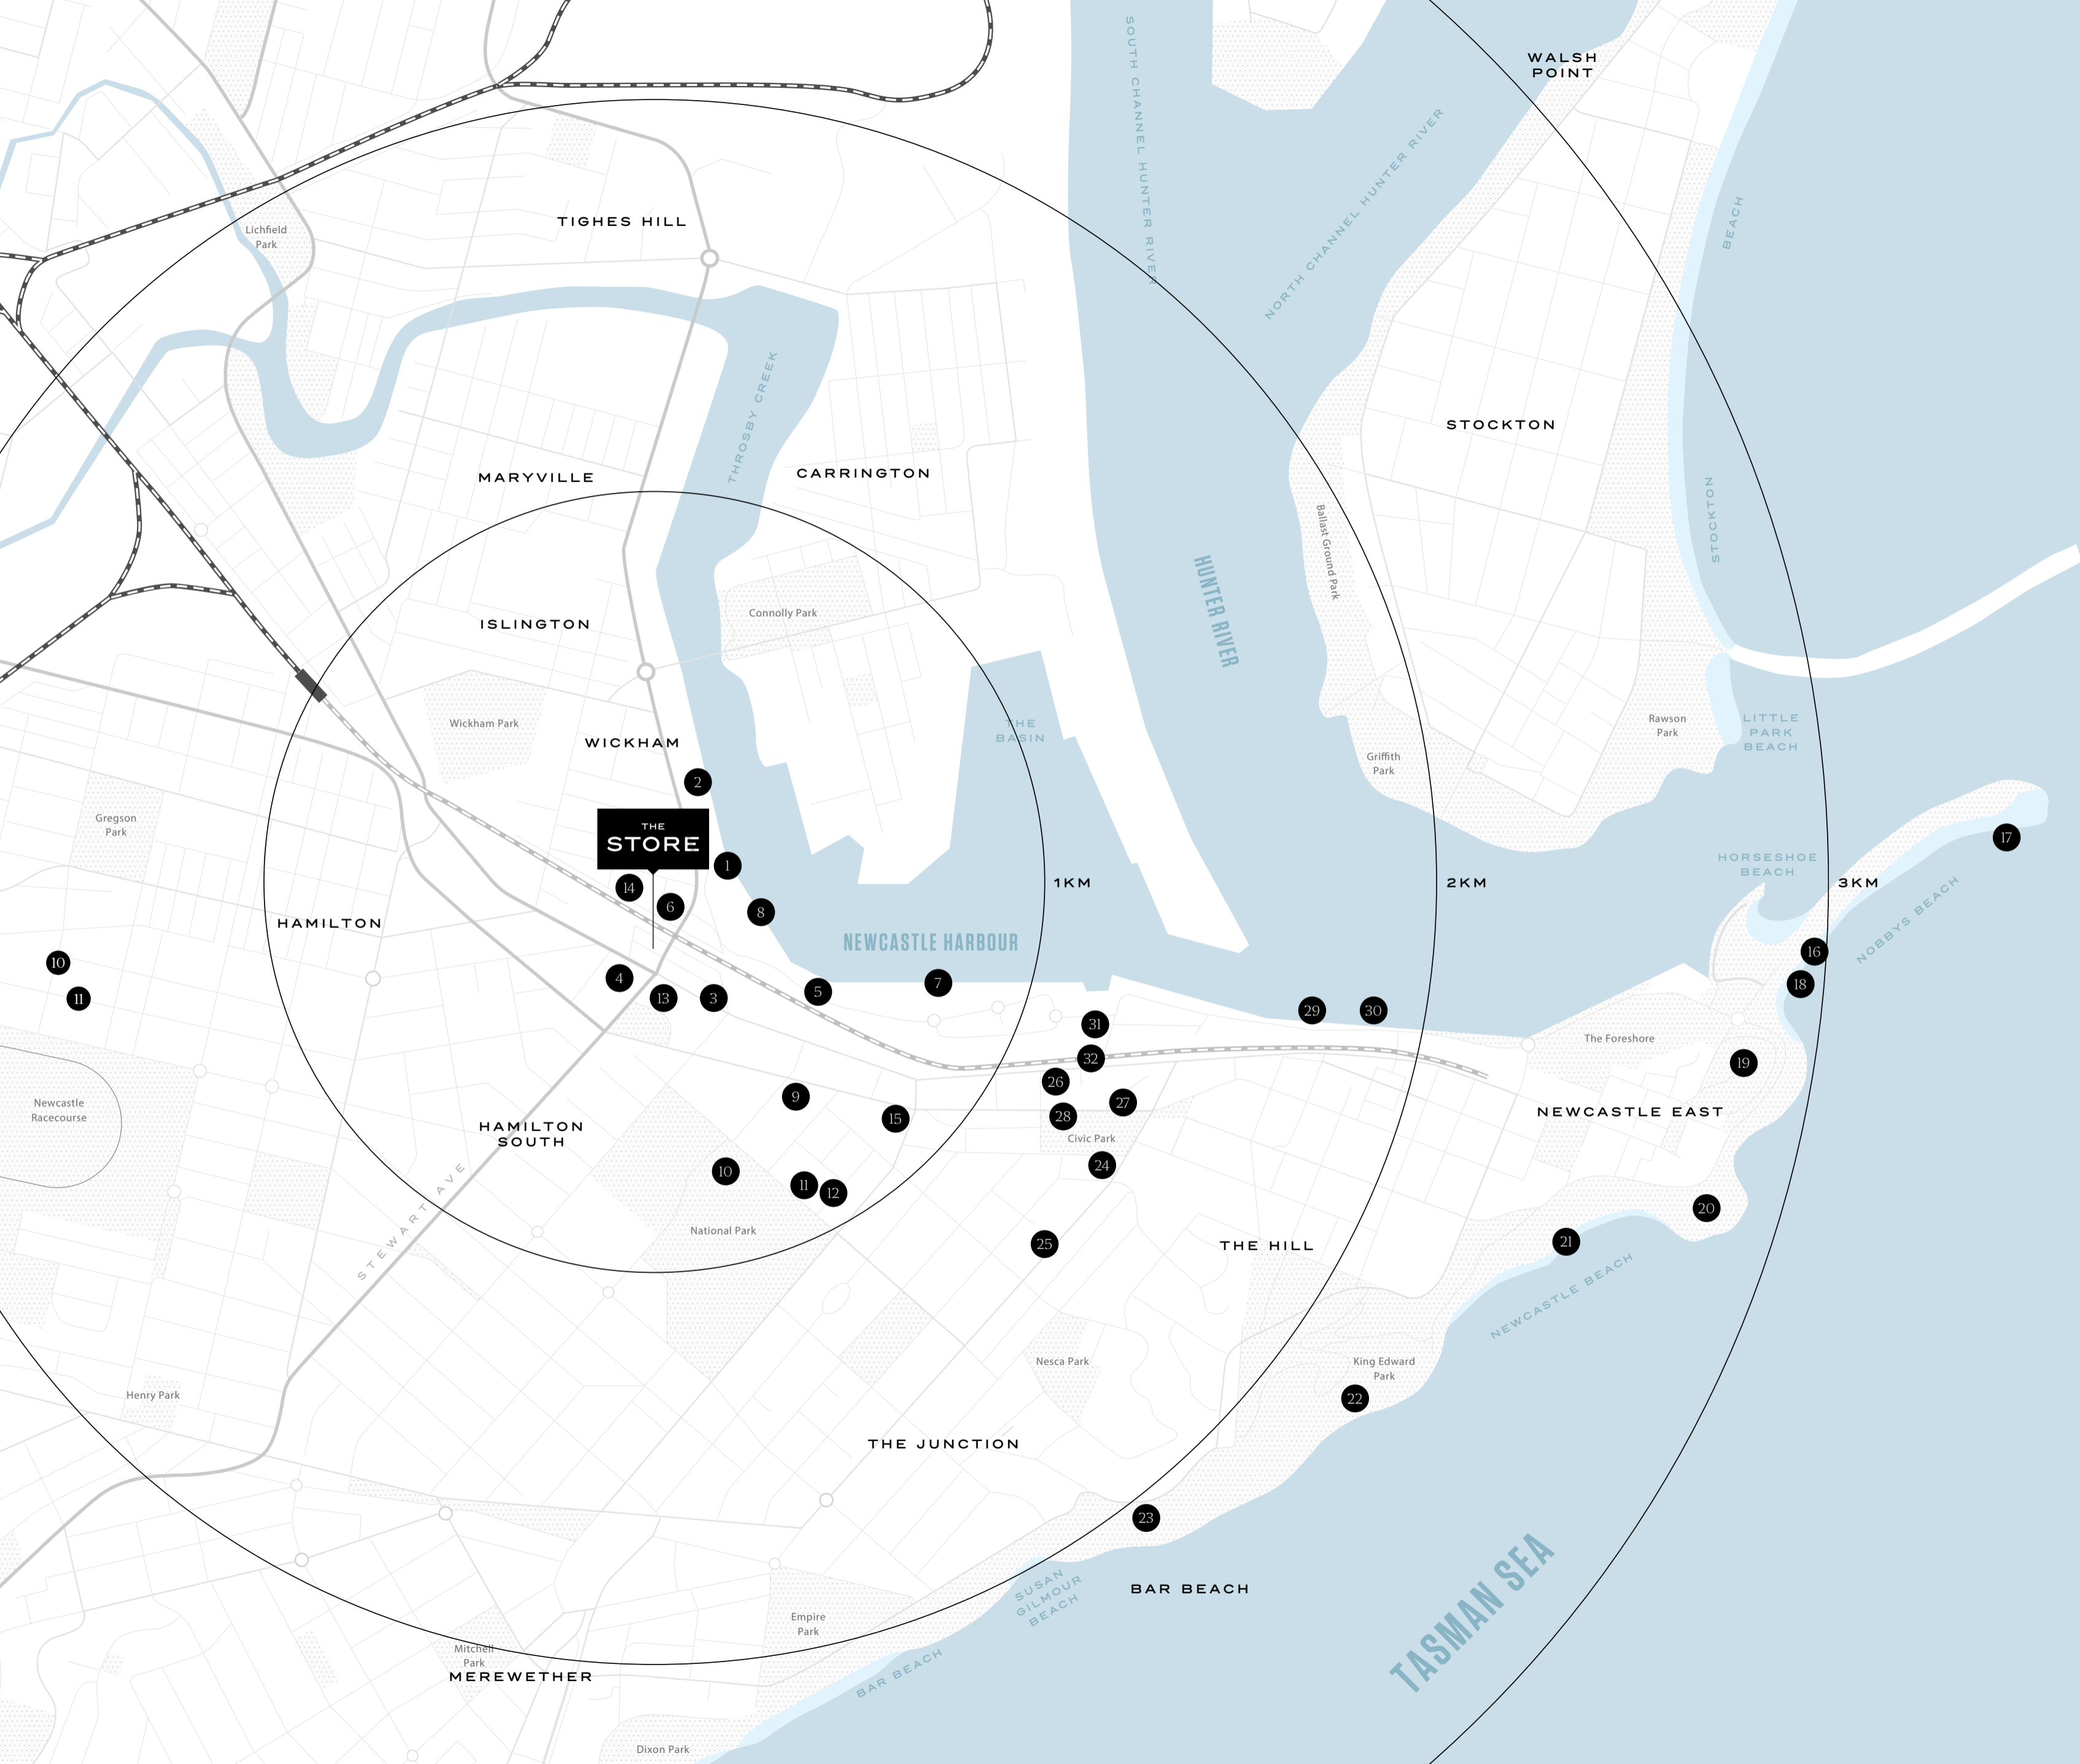 WALSH
POINT
SOUTH CHANNEL HUNTER RIVER
NORTH CHANNEL HUNTER RIVER
TIGHES HILL
Lichfield
Park
STOCKTON
BEACH
STOCKTON
THROSBY CREEK
MARYVILLE
CARRINGTON
Ballast Ground Park
HUNTER RIVER
ISLINGTON
Connolly Park
Wickham Park
WICKHAM
THE
BASIN
Griffith
Park
Rawson
Park
LITTLE
PARK
BEACH
2
Gregson
Park
THE
STORE
1
14
6
8
17
HORSESHOE
BEACH
1KM
2KM
3KM
NOBBYS BEACH
HAMILTON
NEWCASTLE HARBOUR
10
11
4
13
3
5
7
16
18
29
30
31
32
The Foreshore
19
26
27
28
9
15
Newcastle
Racecourse
NEWCASTLE EAST
HAMILTON
SOUTH
Civic Park
24
10
11
12
STEWART AVE
National Park
20
25
THE HILL
21
NEWCASTLE BEACH
Nesca Park
King Edward
Park
22
Henry Park
THE JUNCTION
23
SUSAN
GILMOUR
BEACH
BAR BEACH
TASMAN SEA
Empire
Park
Mitchell
Park
MEREWETHER
BAR BEACH
Dixon Park